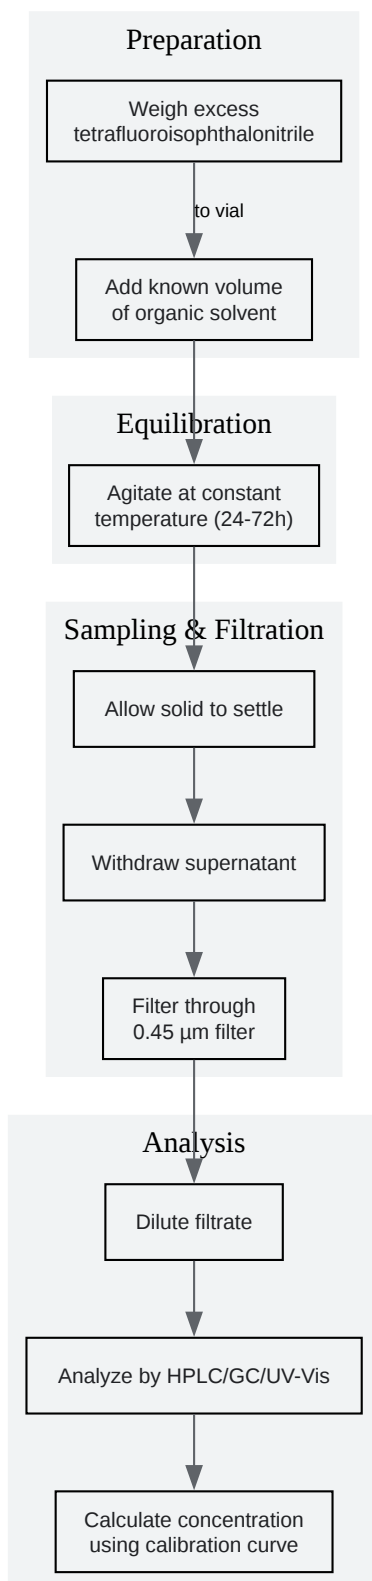 Preparation
Weigh excess
tetrafluoroisophthalonitrile
to vial
Add known volume
of organic solvent
Equilibration
Agitate at constant
temperature (24-72h)
Sampling & Filtration
Allow solid to settle
Withdraw supernatant
Filter through
0.45 µm filter
Analysis
Dilute filtrate
Analyze by HPLC/GC/UV-Vis
Calculate concentration
using calibration curve